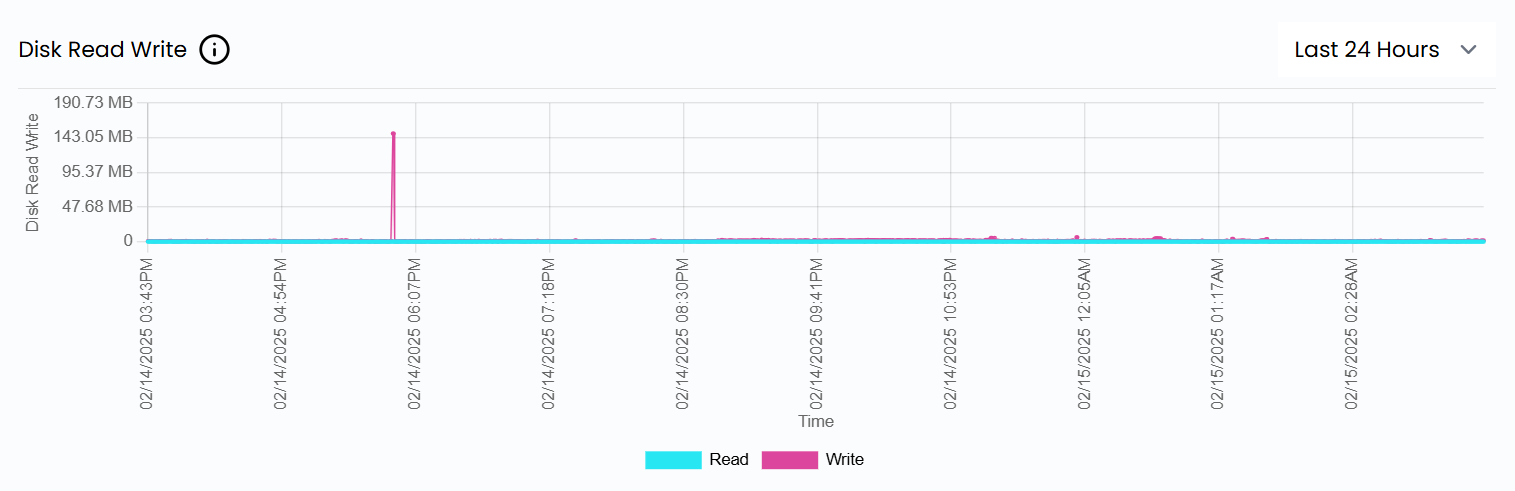 Disk Read Write
Last 24 Hours
Disk Read Write
190.73 MB
143.05 MB
95.37 MB
47.68 MB
0
02/14/2025 03:43PM
02/14/2025 04:54PM
02/14/2025 06:07PM
02/14/2025 07:18PM
02/14/2025 08:30PM
02/14/2025 09:41PM
02/14/2025 10:53PM
02/15/2025 12:05AM
02/15/2025 01:17AM
02/15/2025 02:28AM
Time
Read
Write